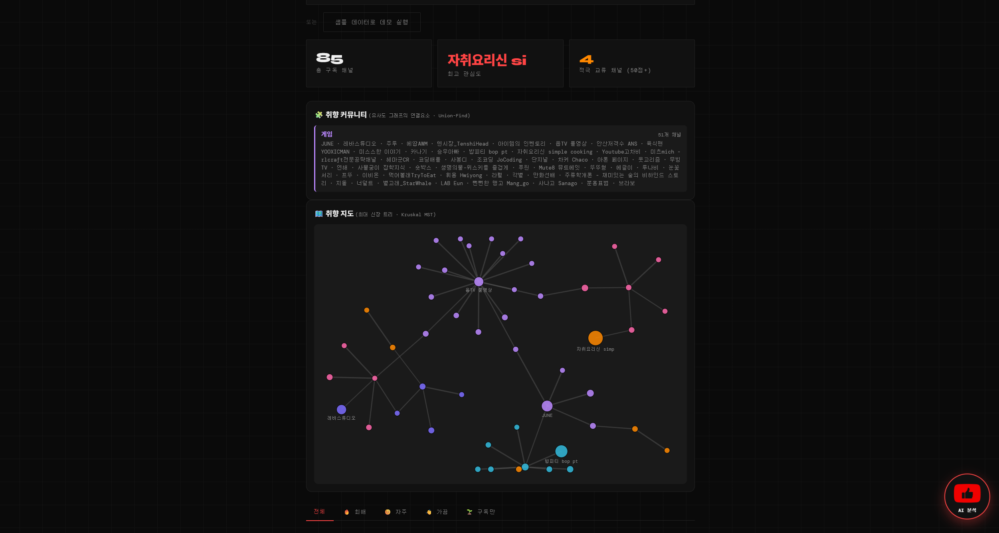 또는
샘플 데이터로 데모 실행
85
총 구독 채널
자취요리신 si
최고 관심도
4
적극 교류 채널 (50점+)
취향 커뮤니티 (유사도 그래프의 연결요소 · Union-Find)
게임
51개 채널
JUNE · 레바스튜디오 · 주루 · 에땁AWM · 텐시장_TenshiHead · 아이템의 인벤토리 · 웁TV 풀영상 · 안산저격수 ANS · 육식맨
YOOXICMAN · 미스스한 이야기 · 카나기 · 승우아빠 · 밥피티 bop pt · 자취요리신 simple cooking · Youtube고차비 · 미츠mich -
rlcraft전문공략채널 · 헤마군CR · 코딩애플 · 사봉디 · 조코딩 JoCoding · 단지널 · 차커 Chaco · 아혼 페이지 · 웃고리즘 · 무빙
TV · 연해 · 사물궁이 잡학지식 · 숏박스 · 생명의물-위스키를 즐겁게 · 푸린 · Mute8 뮤트에잇 · 뚜뚜형 · 에글이 · 루나비 · 눈꽃
서리 · 프뚜 · 이비온 · 먹어볼래TryToEat · 휘용 Hwiyong · 라펠 · 각별 · 만화선배 · 주류학개론 - 재미있는 술의 비하인드 스토
리 · 지돌 · 너덜트 · 별고래_StarWhale · LAB Eun · 뻔뻔한 맹고 Mang_go · 사나고 Sanago · 분홍표범 · 브라보
취향 지도 (최대 신장 트리 · Kruskal MST)
웁TV 풀영상
자취요리신 simp
레바스튜디오
JUNE
밥피티 bop pt
전체
최애
자주
가끔
구독만
AI 분석